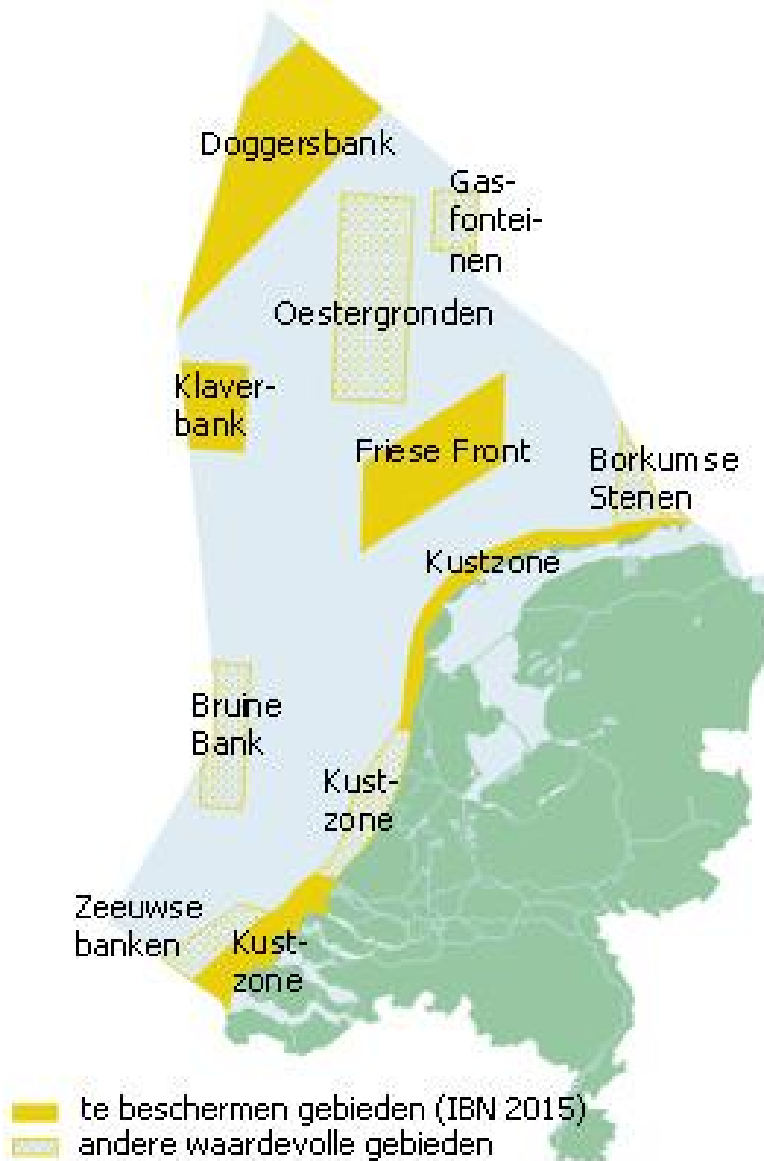 Doggersbank
Gas-
fontei-
nen
Oestergronden
Klaver-
bank
Friese Front
Borkumse
Stenen
Kustzone
Bruine
Bank
Kust-
zone
Zeeuwse
banken
Kust-
zone
te beschermen gebieden (IBN 2015)
andere waardevolle gebieden